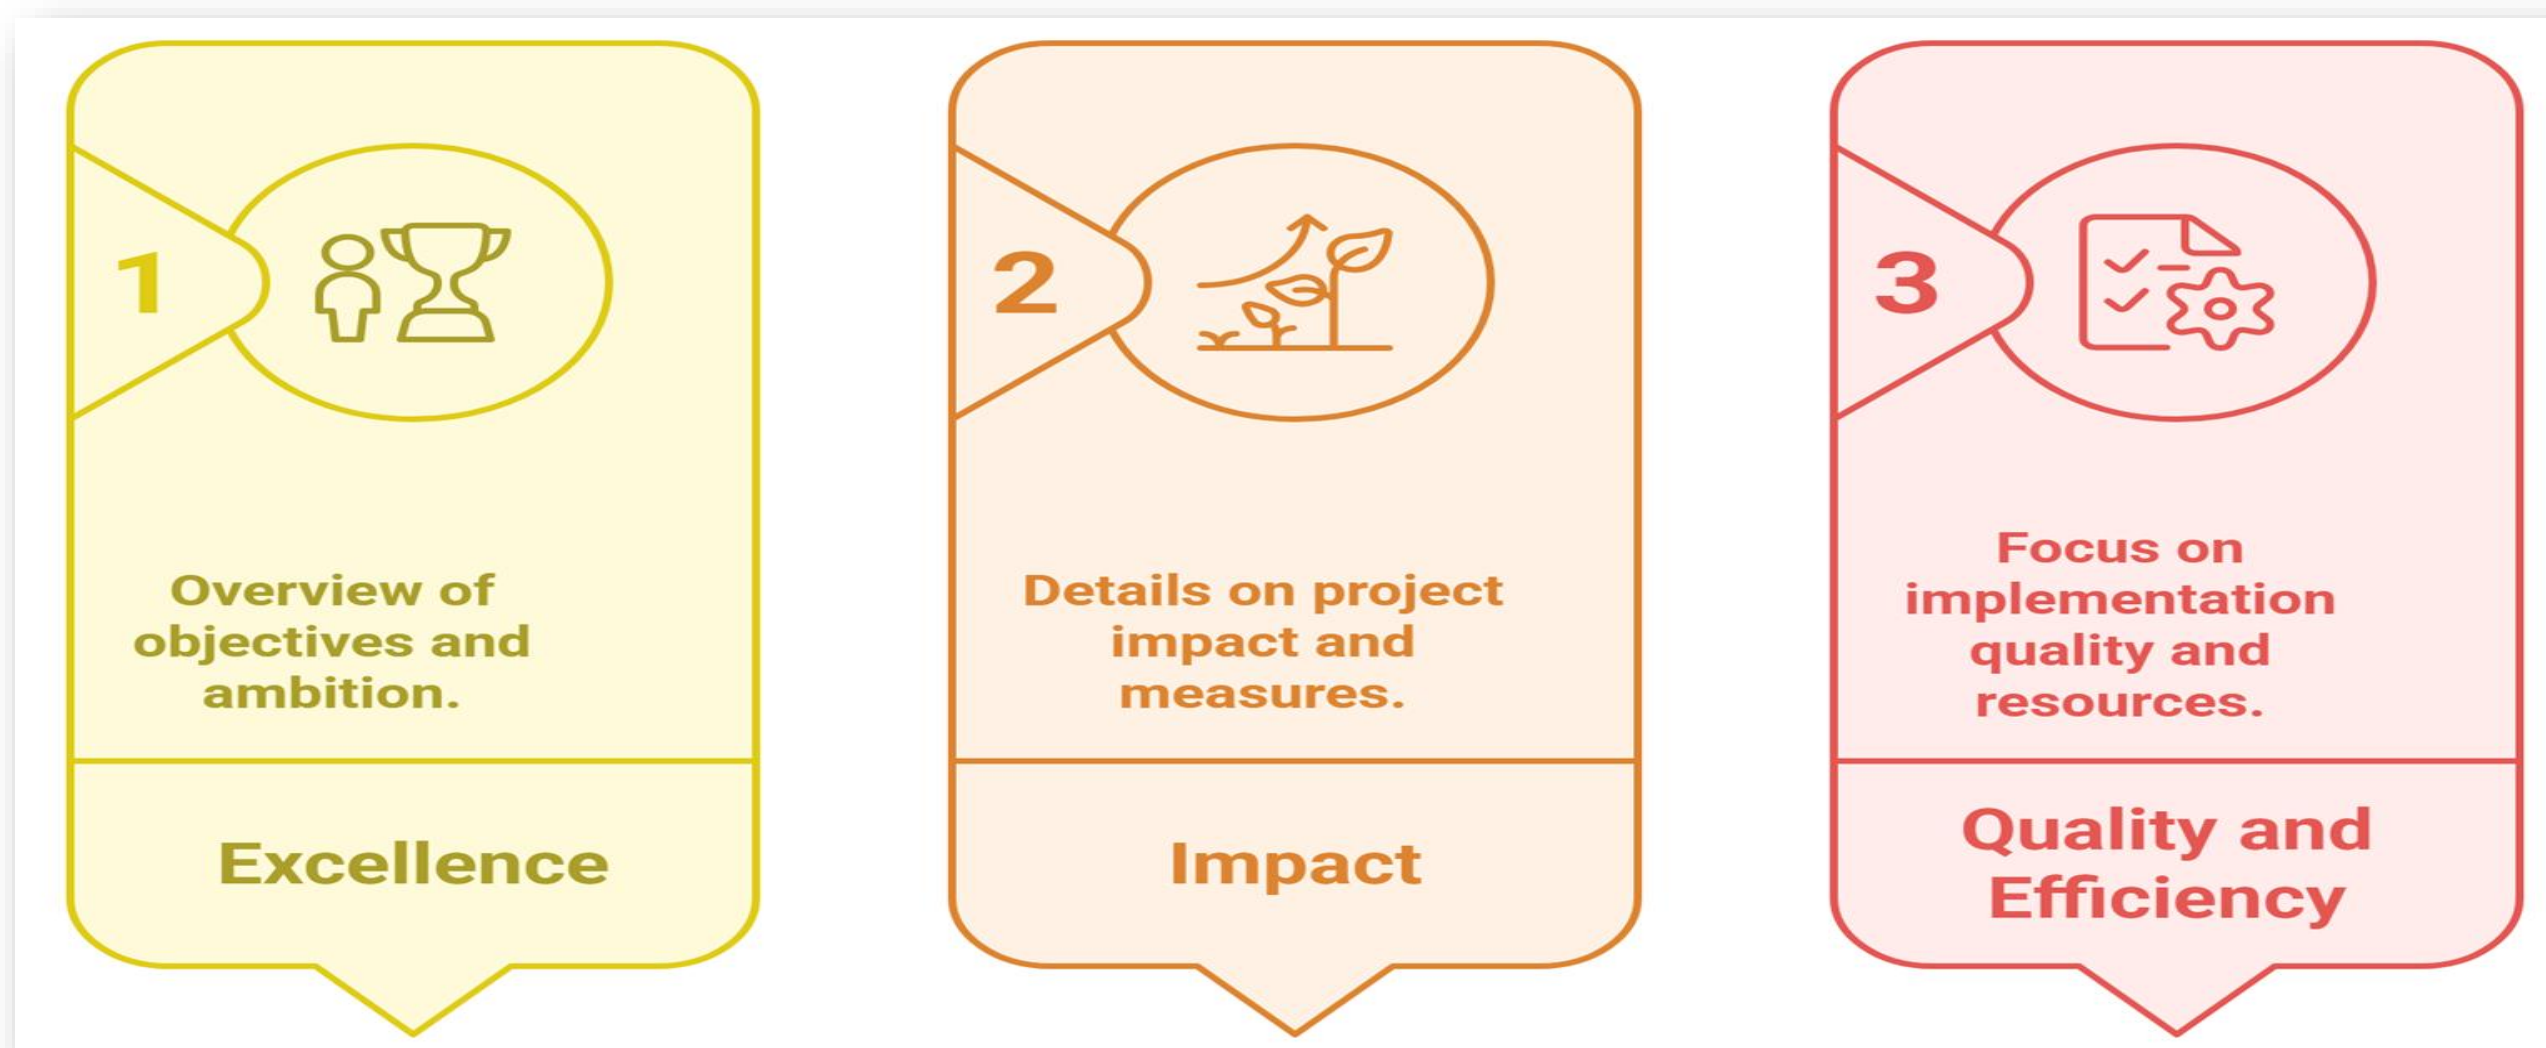 1
Overview of
objectives and
ambition.
Excellence
2
Details on project
impact and
measures.
Impact
3
Focus on
implementation
quality and
resources.
Quality and
Efficiency